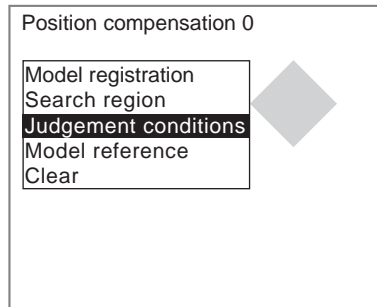 Position compensation 0
Model registration
Search region
Judgement conditions
Model reference
Clear